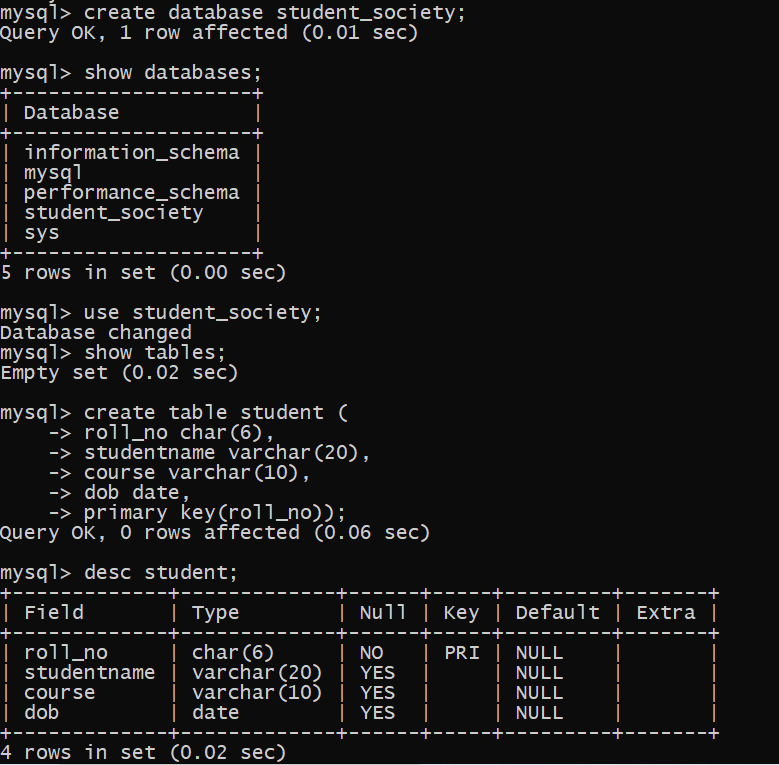 mysql> create database student_society;
Query OK, 1 row affected (0.01 sec)

mysql> show databases;
+--------------------+
| Database           |
+--------------------+
| information_schema |
| mysql              |
| performance_schema |
| student_society    |
| sys                |
+--------------------+
5 rows in set (0.00 sec)

mysql> use student_society;
Database changed
mysql> show tables;
Empty set (0.02 sec)

mysql> create table student (
    -> roll_no char(6),
    -> studentname varchar(20),
    -> course varchar(10),
    -> dob date,
    -> primary key(roll_no));
Query OK, 0 rows affected (0.06 sec)

mysql> desc student;
+-------------+-------------+------+-----+---------+-------+
| Field       | Type        | Null | Key | Default | Extra |
+-------------+-------------+------+-----+---------+-------+
| roll_no     | char(6)     | NO   | PRI | NULL    |       |
| studentname | varchar(20) | YES  |     | NULL    |       |
| course      | varchar(10) | YES  |     | NULL    |       |
| dob         | date        | YES  |     | NULL    |       |
+-------------+-------------+------+-----+---------+-------+
4 rows in set (0.02 sec)